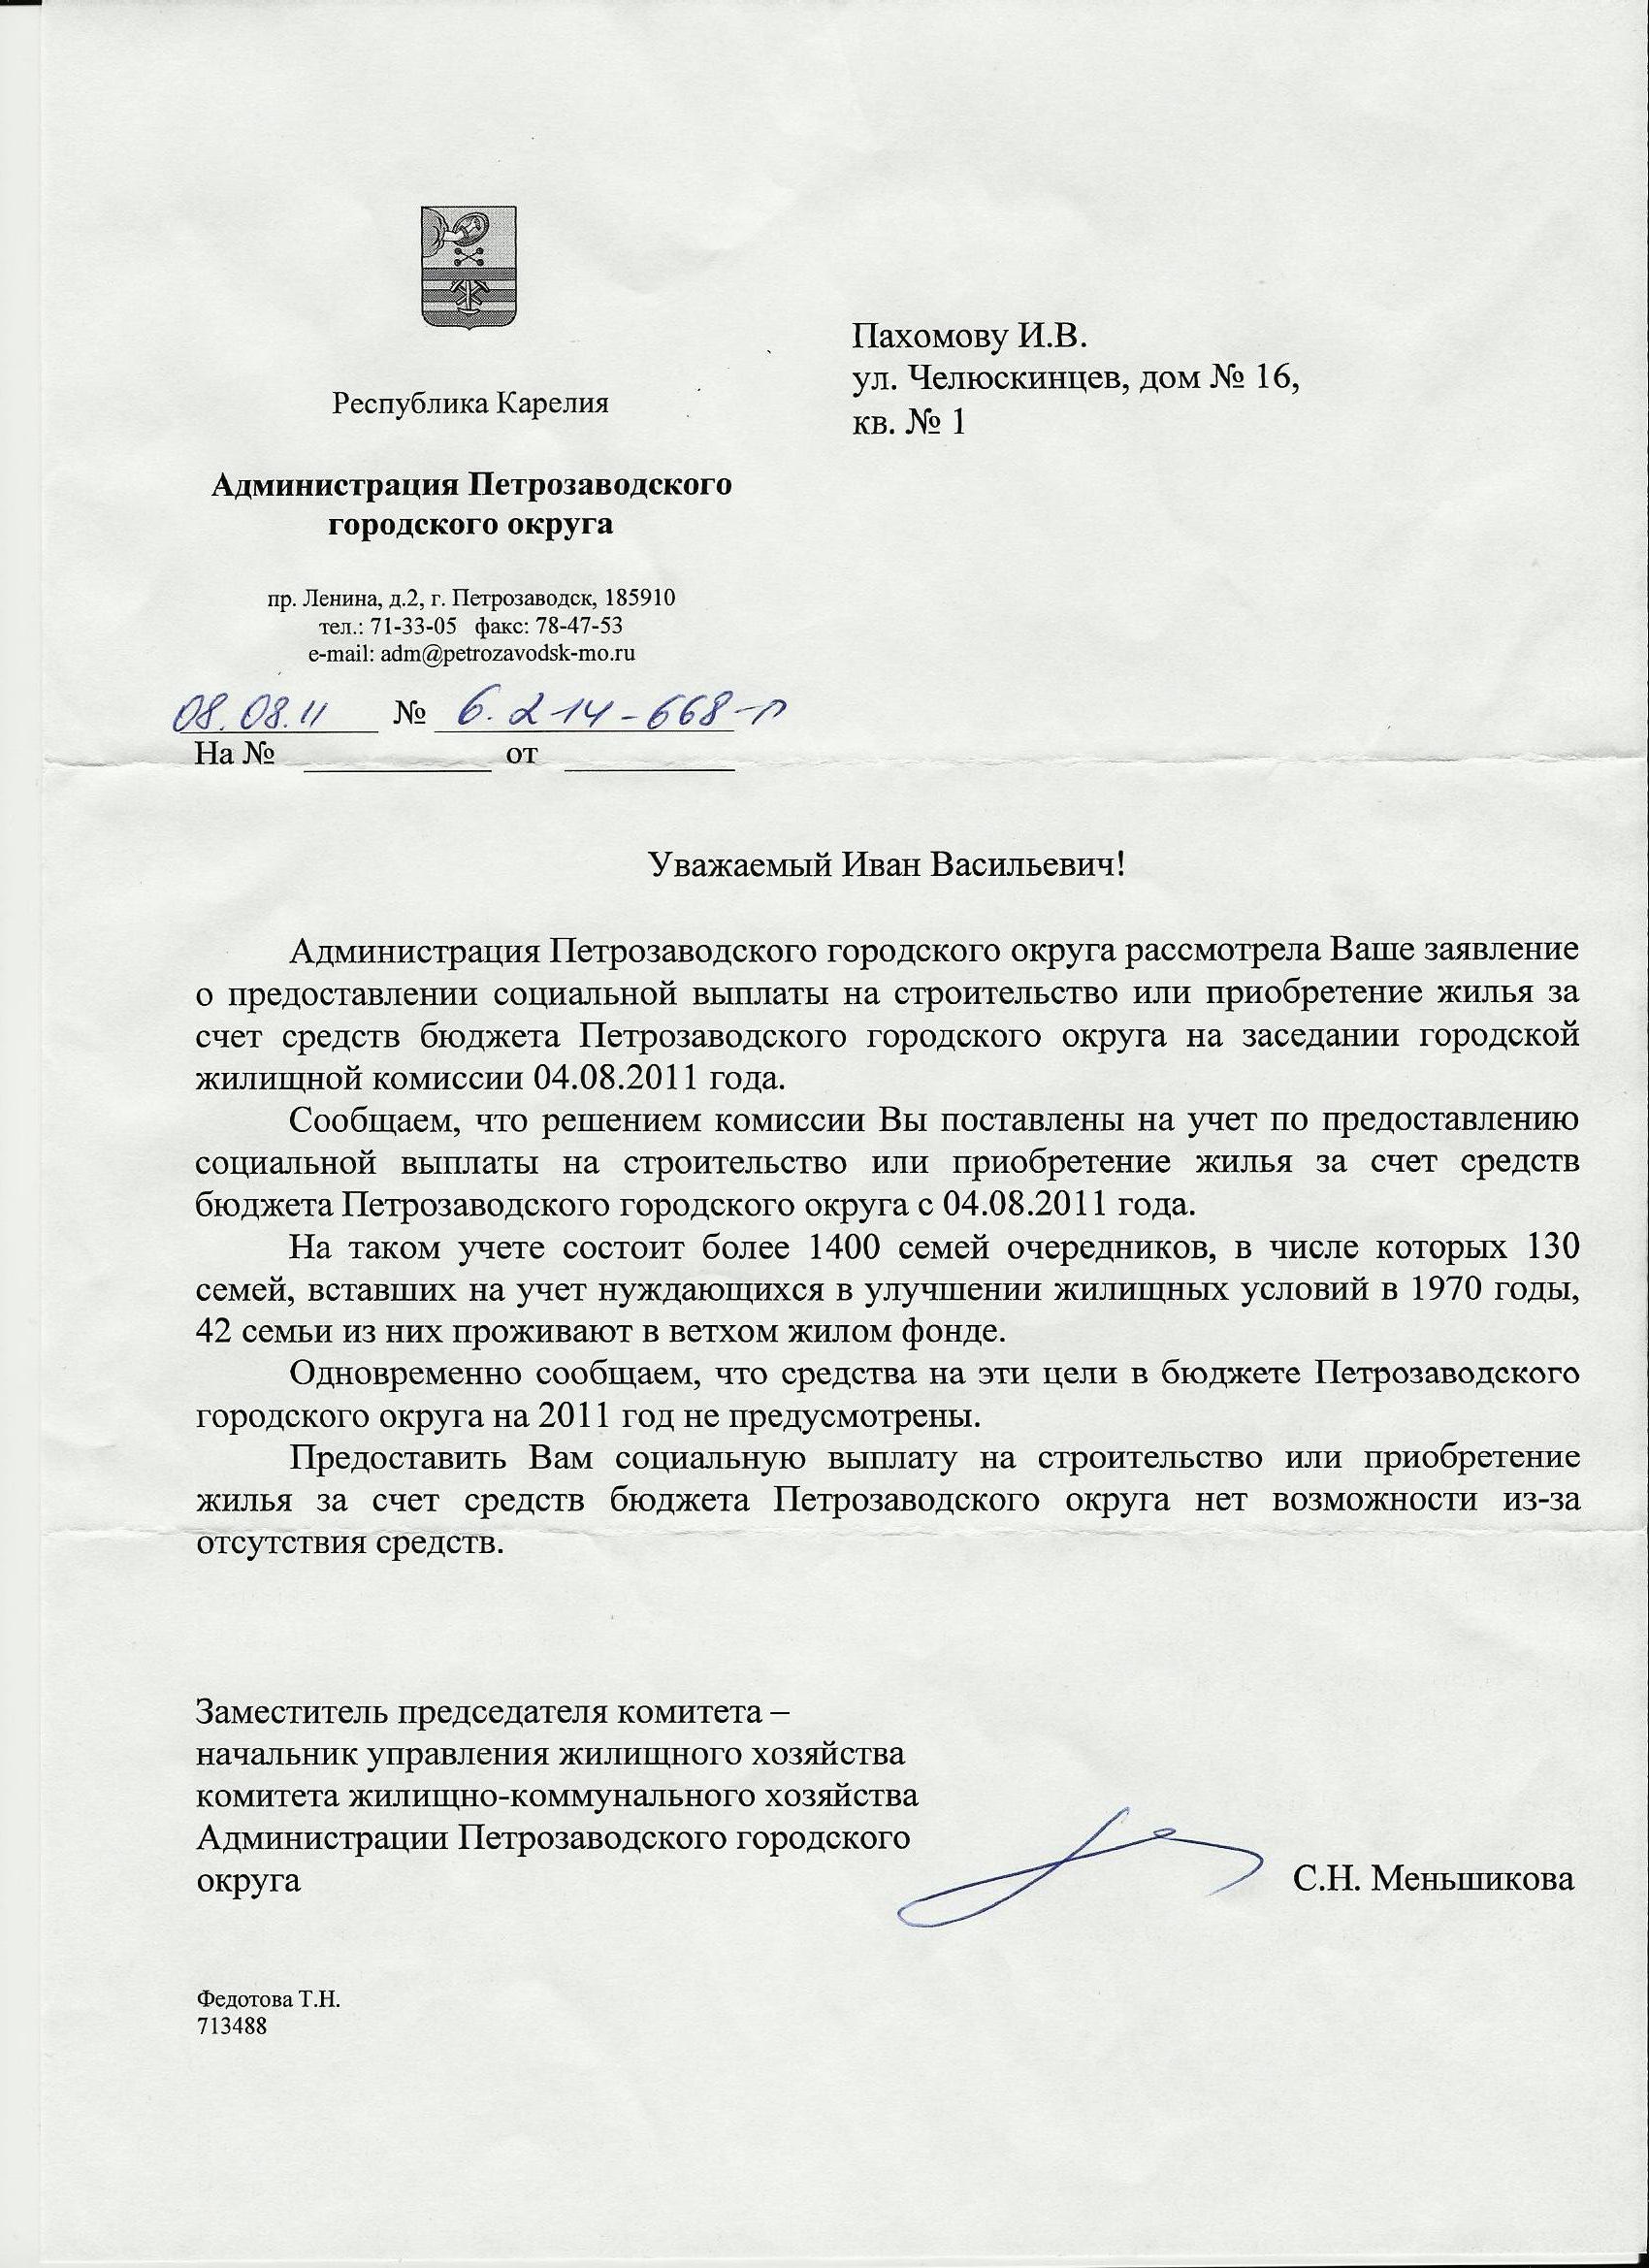 Республика Карелия
Администрация Петрозаводского
городского округа
пр. Ленина, д.2, г. Петрозаводск, 185910
тел.: 71-33-05 факс: 78-47-53
e-mail: adm@petrozavodsk-mo.ru
08.08.11 № 6.2-14-668-п
На № от
Пахомову И.В.
ул. Челюскинцев, дом № 16,
кв. № 1
Уважаемый Иван Васильевич!
Администрация Петрозаводского городского округа рассмотрела Ваше заявление
о предоставлении социальной выплаты на строительство или приобретение жилья за
счет средств бюджета Петрозаводского городского округа на заседании городской
жилищной комиссии 04.08.2011 года.
Сообщаем, что решением комиссии Вы поставлены на учет по предоставлению
социальной выплаты на строительство или приобретение жилья за счет средств
бюджета Петрозаводского городского округа с 04.08.2011 года.
На таком учете состоит более 1400 семей очередников, в числе которых 130
семей, вставших на учет нуждающихся в улучшении жилищных условий в 1970 годы,
42 семьи из них проживают в ветхом жилом фонде.
Одновременно сообщаем, что средства на эти цели в бюджете Петрозаводского
городского округа на 2011 год не предусмотрены.
Предоставить Вам социальную выплату на строительство или приобретение
жилья за счет средств бюджета Петрозаводского округа нет возможности из-за
отсутствия средств.
Заместитель председателя комитета –
начальник управления жилищного хозяйства
комитета жилищно-коммунального хозяйства
Администрации Петрозаводского городского
округа
С.Н. Меньшикова
Федотова Т.Н.
713488